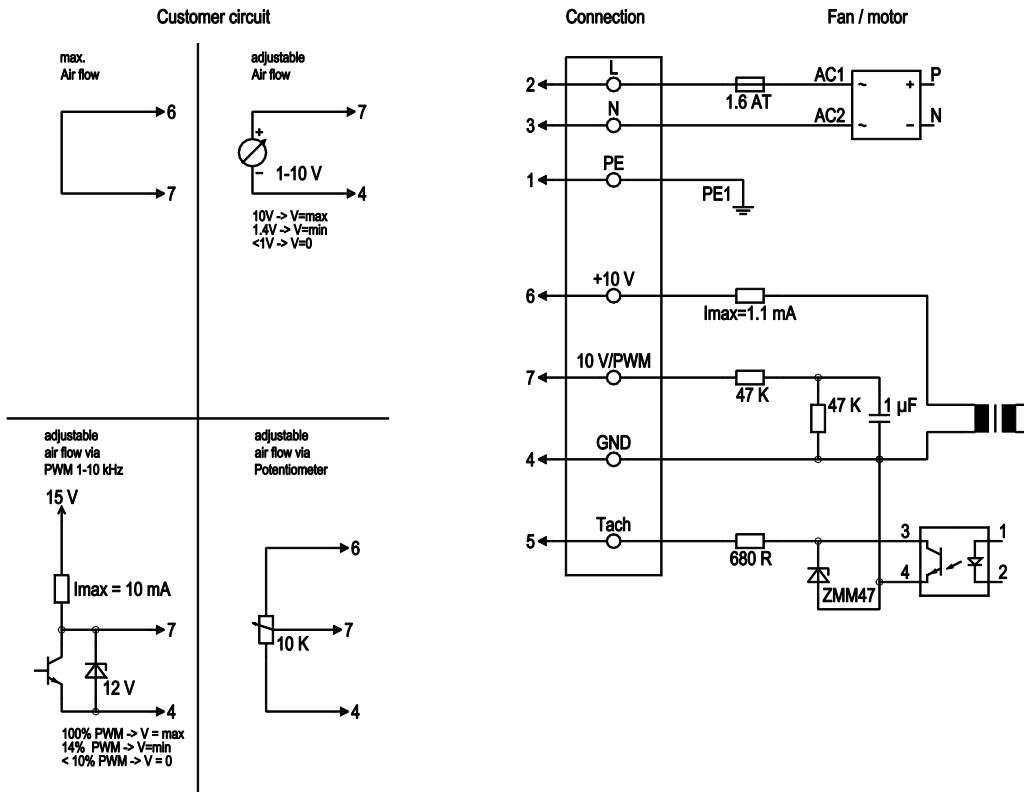 Customer circuit
max.
Air flow
6
7
adjustable
Air flow
7
+
1-10 V
−
4
10V -> V=max
1.4V -> V=min
<1V -> V=0
adjustable
air flow via
PWM 1-10 kHz
15 V
Imax = 10 mA
7
12 V
4
100% PWM -> V = max
14% PWM -> V=min
< 10% PWM -> V = 0
adjustable
air flow via
Potentiometer
6
7
10 K
4
Connection
Fan / motor
2 L AC1 ~ + P
1.6 AT
3 N AC2 ~ − N
1 PE
PE1
6 +10 V
Imax=1.1 mA
7 10 V/PWM
47 K
47 K
1 µF
4 GND
5 Tach
680 R
3 1
4 2
ZMM47